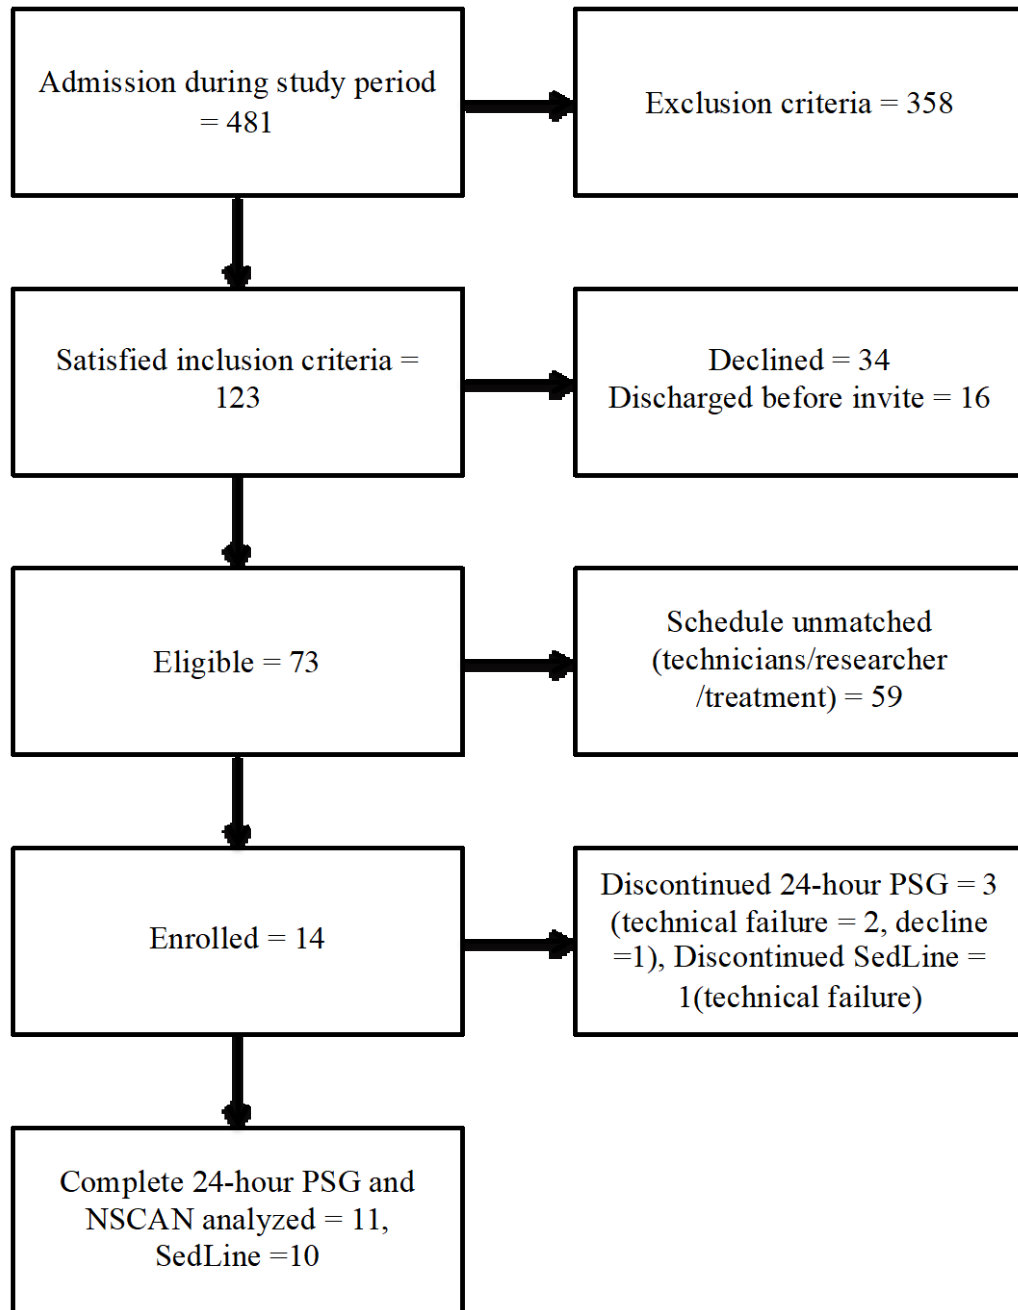 Admission during study period
= 481
Exclusion criteria = 358
Satisfied inclusion criteria =
123
Declined = 34
Discharged before invite = 16
Eligible = 73
Schedule unmatched
(technicians/researcher
/treatment) = 59
Enrolled = 14
Discontinued 24-hour PSG = 3
(technical failure = 2, decline
=1), Discontinued SedLine =
1(technical failure)
Complete 24-hour PSG and
NSCAN analyzed = 11,
SedLine =10